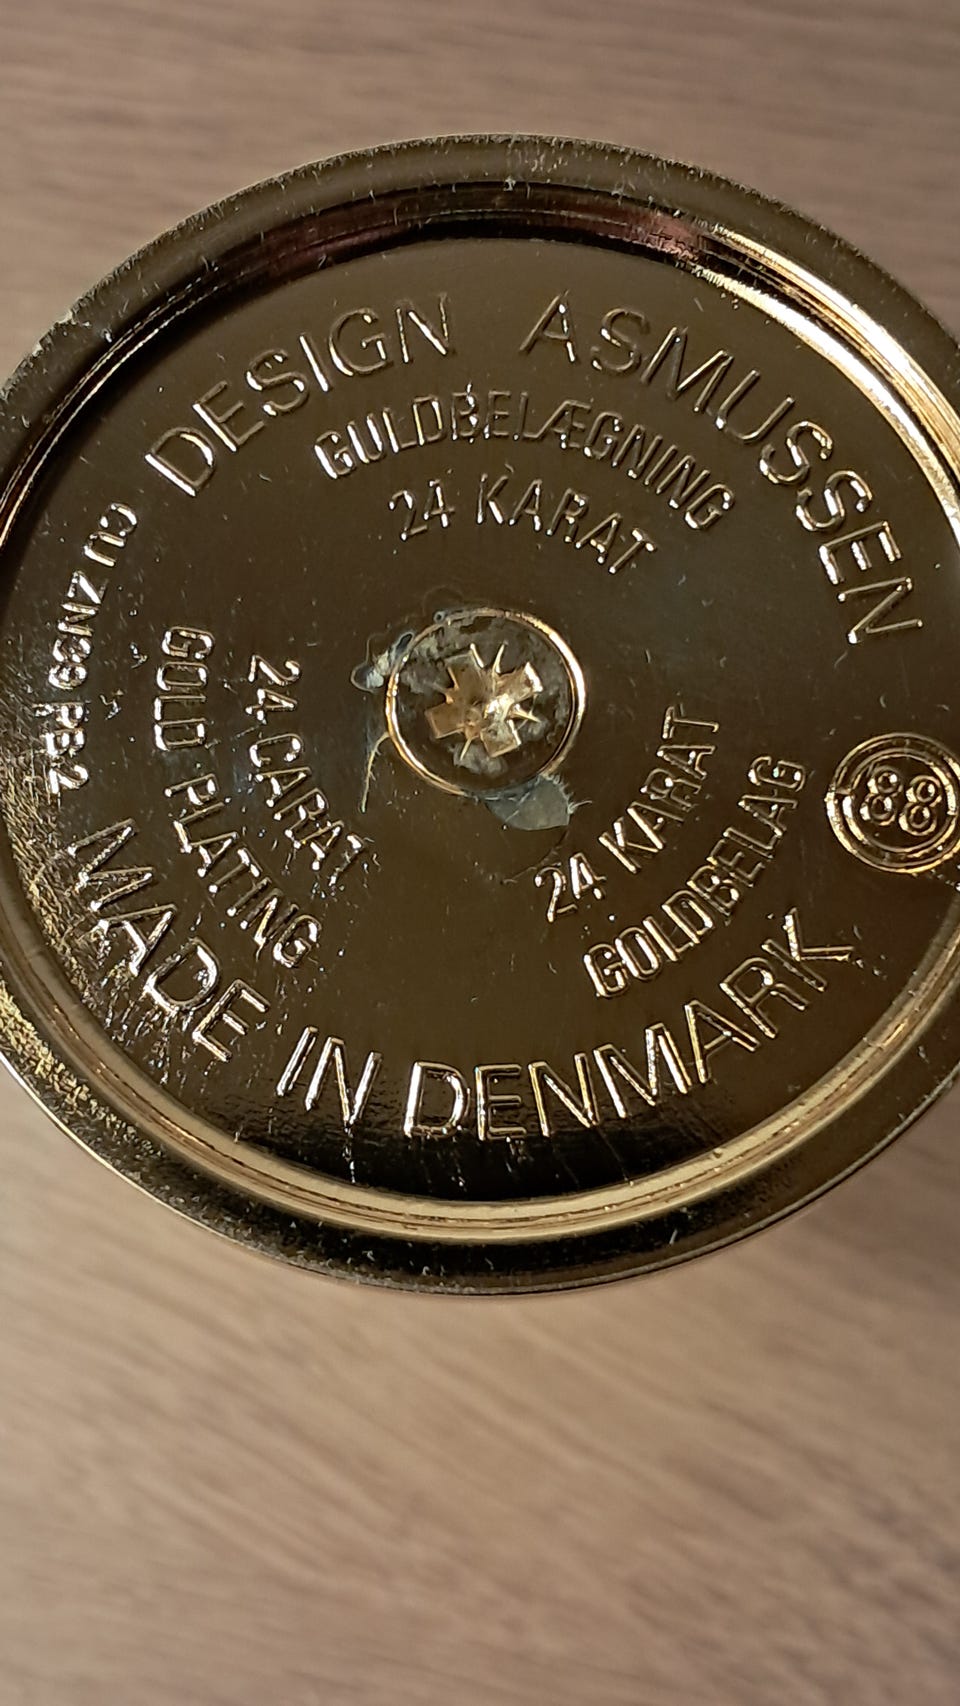 DESIGN ASMUSSEN
GULDBELÆGNING
24 KARAT
CU ZN39 PB2
24 CARAT
GOLD PLATING
24 KARAT
GOLDBELAG
88
MADE IN DENMARK